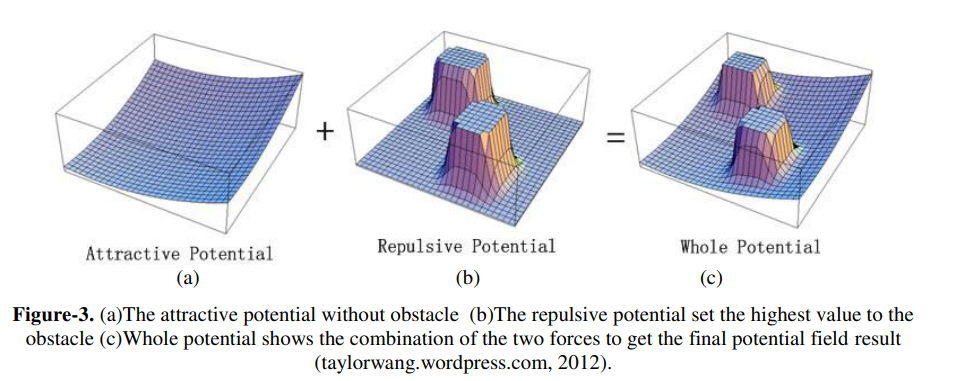 +
=
Attractive Potential
Repulsive Potential
Whole Potential
(a)
(b)
(c)
Figure-3. (a)The attractive potential without obstacle (b)The repulsive potential set the highest value to the
obstacle (c)Whole potential shows the combination of the two forces to get the final potential field result
(taylorwang.wordpress.com, 2012).